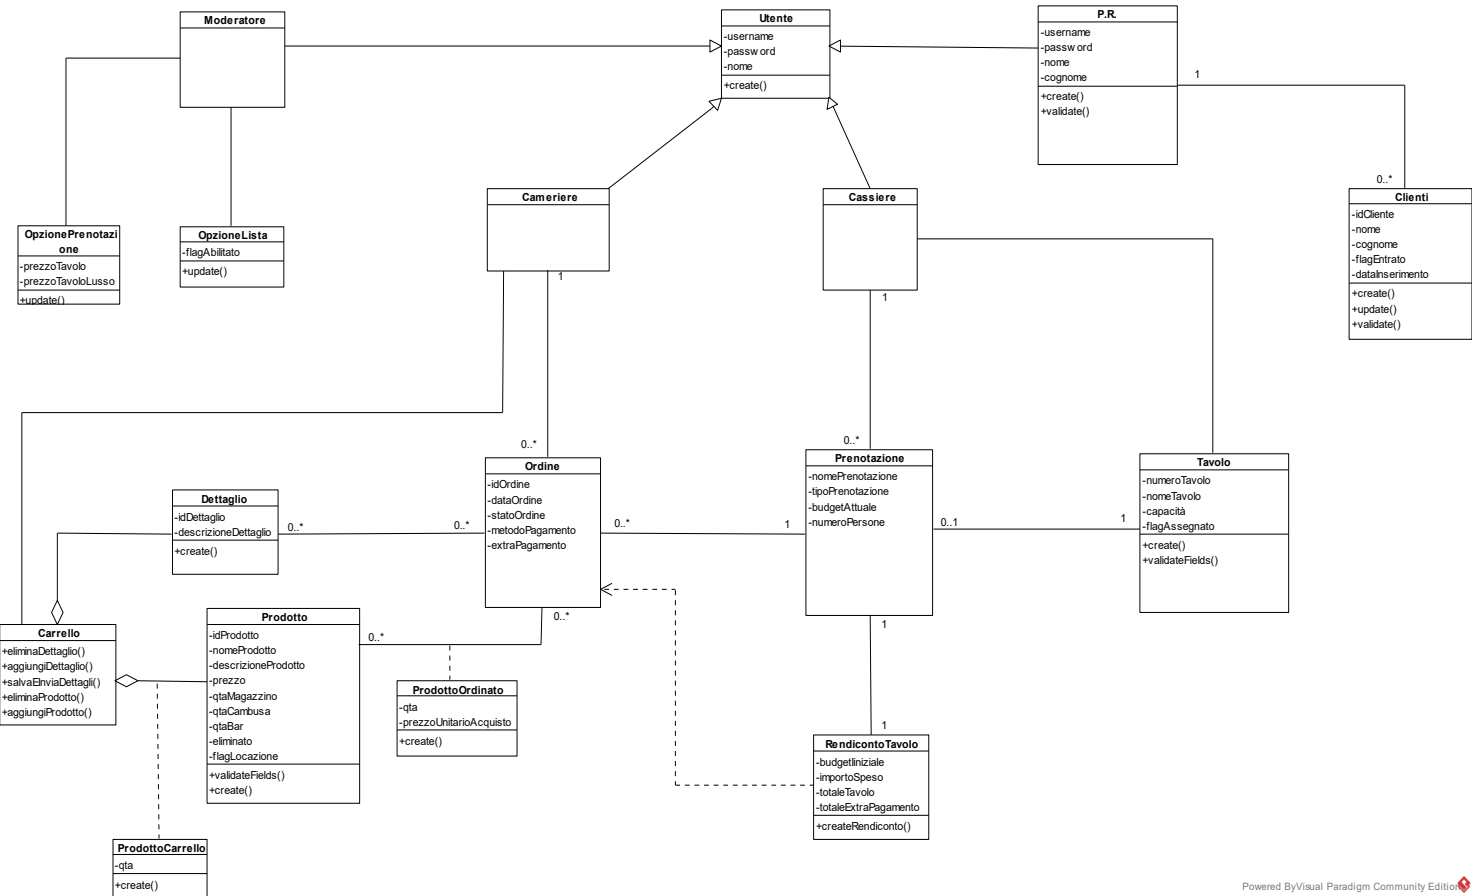 Moderatore
Utente
-username
-password
-nome
+create()
P.R.
-username
-password
-nome
-cognome
+create()
+validate()
1
0..*
Clienti
-idCliente
-nome
-cognome
-flagEntrato
-dataInserimento
+create()
+update()
+validate()
OpzionePrenotazi
one
-prezzoTavolo
-prezzoTavoloLusso
+update()
OpzioneLista
-flagAbilitato
+update()
Cameriere
1
Cassiere
1
0..*
Ordine
-idOrdine
-dataOrdine
-statoOrdine
-metodoPagamento
-extraPagamento
0..*
Prenotazione
-nomePrenotazione
-tipoPrenotazione
-budgetAttuale
-numeroPersone
Tavolo
-numeroTavolo
-nomeTavolo
-capacità
-flagAssegnato
+create()
+validateFields()
Dettaglio
-idDettaglio
-descrizioneDettaglio
+create()
0..*
0..*
0..*
1
0..1
1
0..*
1
Carrello
+eliminaDettaglio()
+aggiungiDettaglio()
+salvaEInviaDettagli()
+eliminaProdotto()
+aggiungiProdotto()
Prodotto
-idProdotto
-nomeProdotto
-descrizioneProdotto
-prezzo
-qtaMagazzino
-qtaCambusa
-qtaBar
-eliminato
-flagLocazione
+validateFields()
+create()
0..*
ProdottoOrdinato
-qta
-prezzoUnitarioAcquisto
+create()
1
RendicontoTavolo
-budgetIiniziale
-importoSpeso
-totaleTavolo
-totaleExtraPagamento
+createRendiconto()
ProdottoCarrello
-qta
+create()
Powered ByVisual Paradigm Community Edition